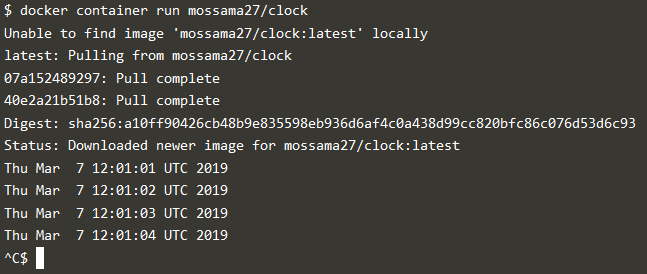 $ docker container run mossama27/clock
Unable to find image 'mossama27/clock:latest' locally
latest: Pulling from mossama27/clock
07a152489297: Pull complete
40e2a21b51b8: Pull complete
Digest: sha256:a10ff90426cb48b9e835598eb936d6af4c0a438d99cc820bfc86c076d53d6c93
Status: Downloaded newer image for mossama27/clock:latest
Thu Mar  7 12:01:01 UTC 2019
Thu Mar  7 12:01:02 UTC 2019
Thu Mar  7 12:01:03 UTC 2019
Thu Mar  7 12:01:04 UTC 2019
^C$